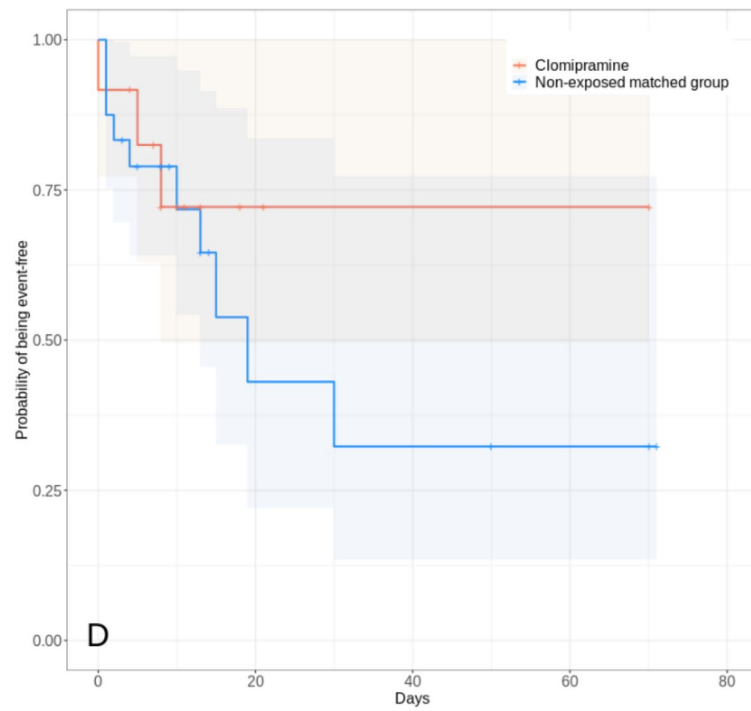 1.00
0.75
0.50
0.25
0.00
Probability of being event-free
Clomipramine
Non-exposed matched group
D
0 20 40 60 80
Days